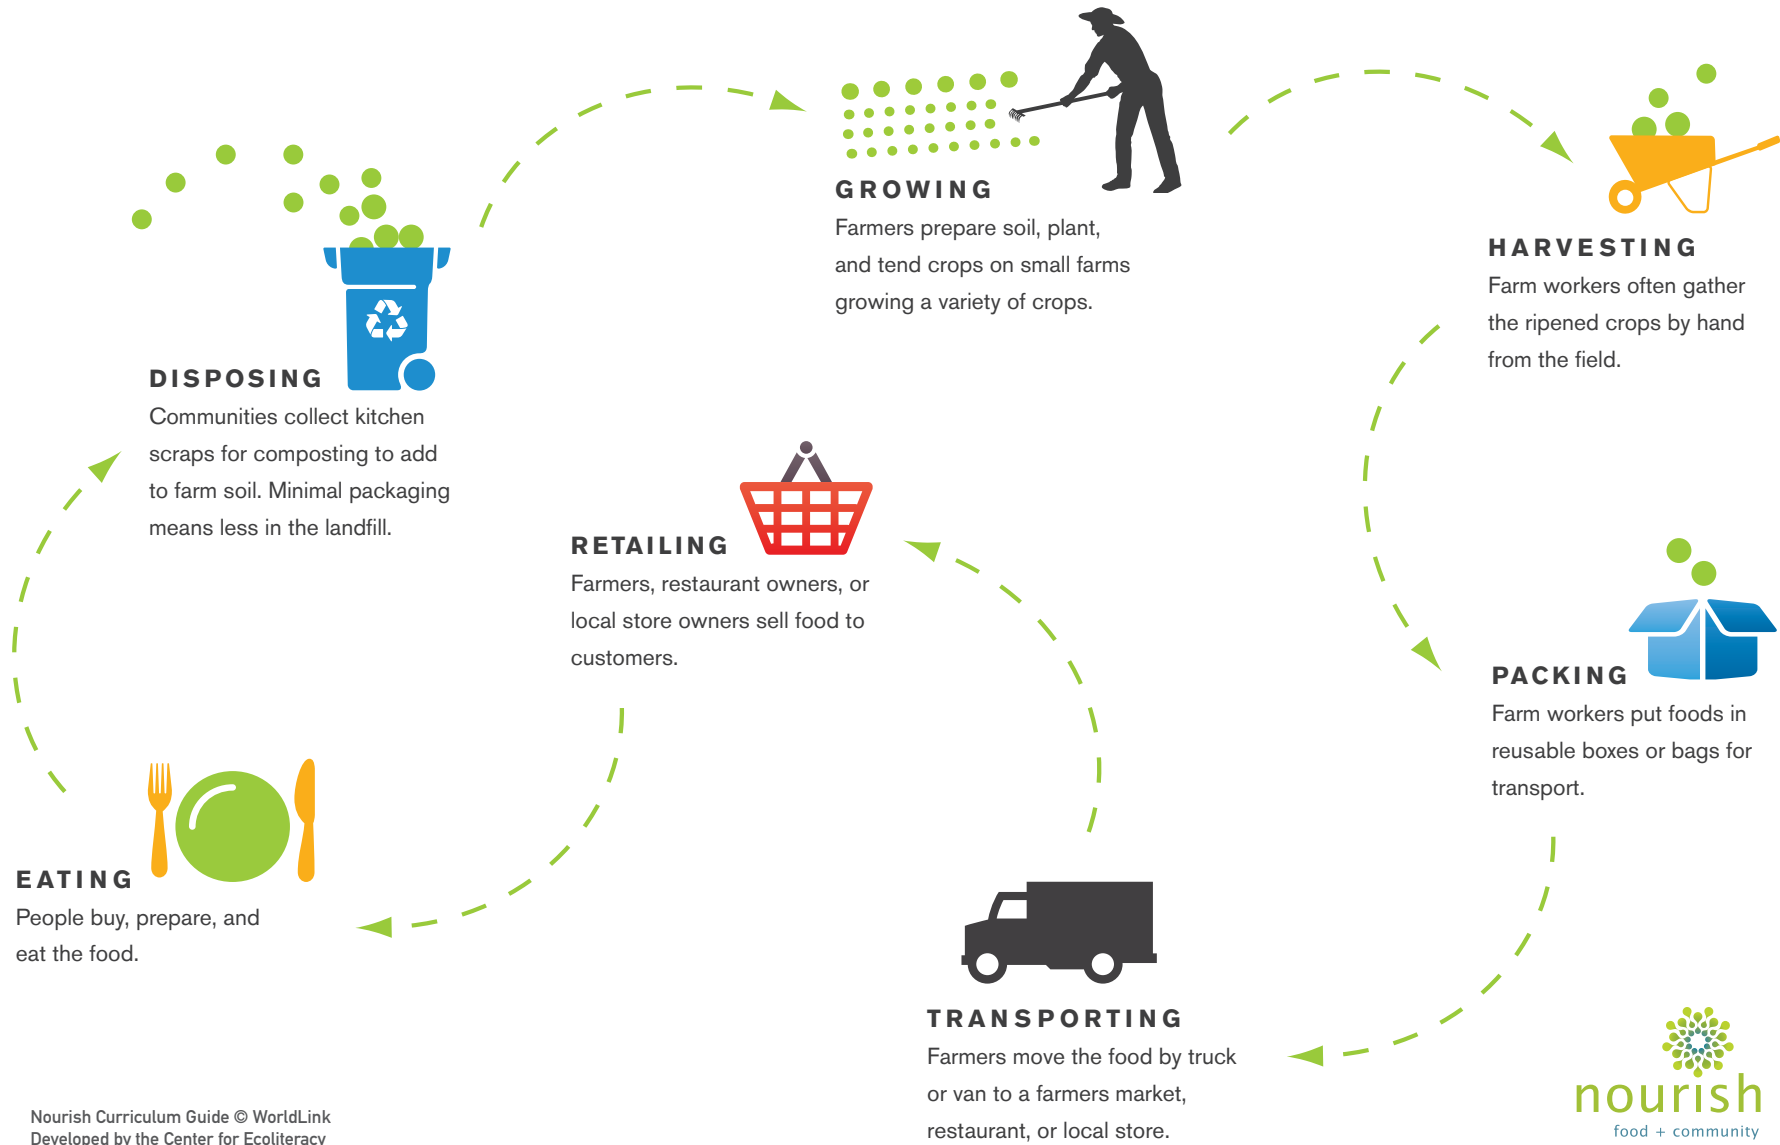 GROWING
Farmers prepare soil, plant,
and tend crops on small farms
growing a variety of crops.
HARVESTING
Farm workers often gather
the ripened crops by hand
from the field.
PACKING
Farm workers put foods in
reusable boxes or bags for
transport.
TRANSPORTING
Farmers move the food by truck
or van to a farmers market,
restaurant, or local store.
RETAILING
Farmers, restaurant owners, or
local store owners sell food to
customers.
EATING
People buy, prepare, and
eat the food.
DISPOSING
Communities collect kitchen
scraps for composting to add
to farm soil. Minimal packaging
means less in the landfill.
Nourish Curriculum Guide © WorldLink
Developed by the Center for Ecoliteracy
nourish
food + community